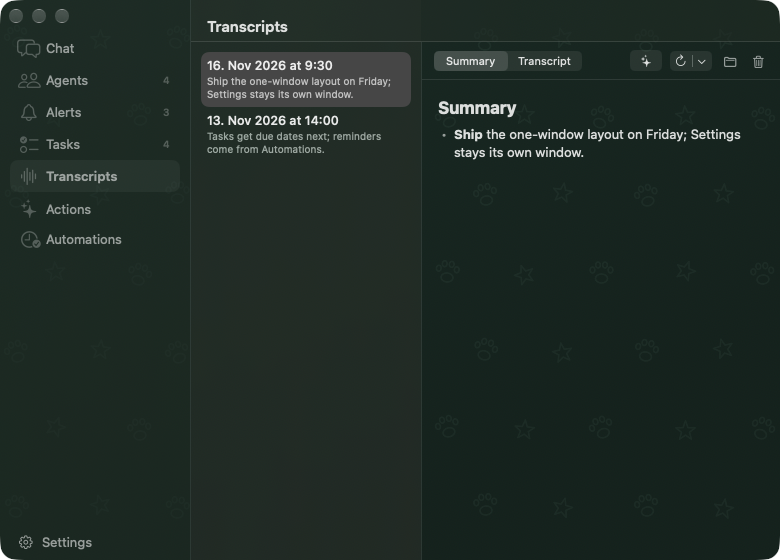 Transcripts
Chat
Agents 4
Alerts 3
Tasks 4
Transcripts
Actions
Automations
Settings
16. Nov 2026 at 9:30
Ship the one-window layout on Friday;
Settings stays its own window.
13. Nov 2026 at 14:00
Tasks get due dates next; reminders
come from Automations.
Summary Transcript
Summary
• Ship the one-window layout on Friday; Settings
stays its own window.